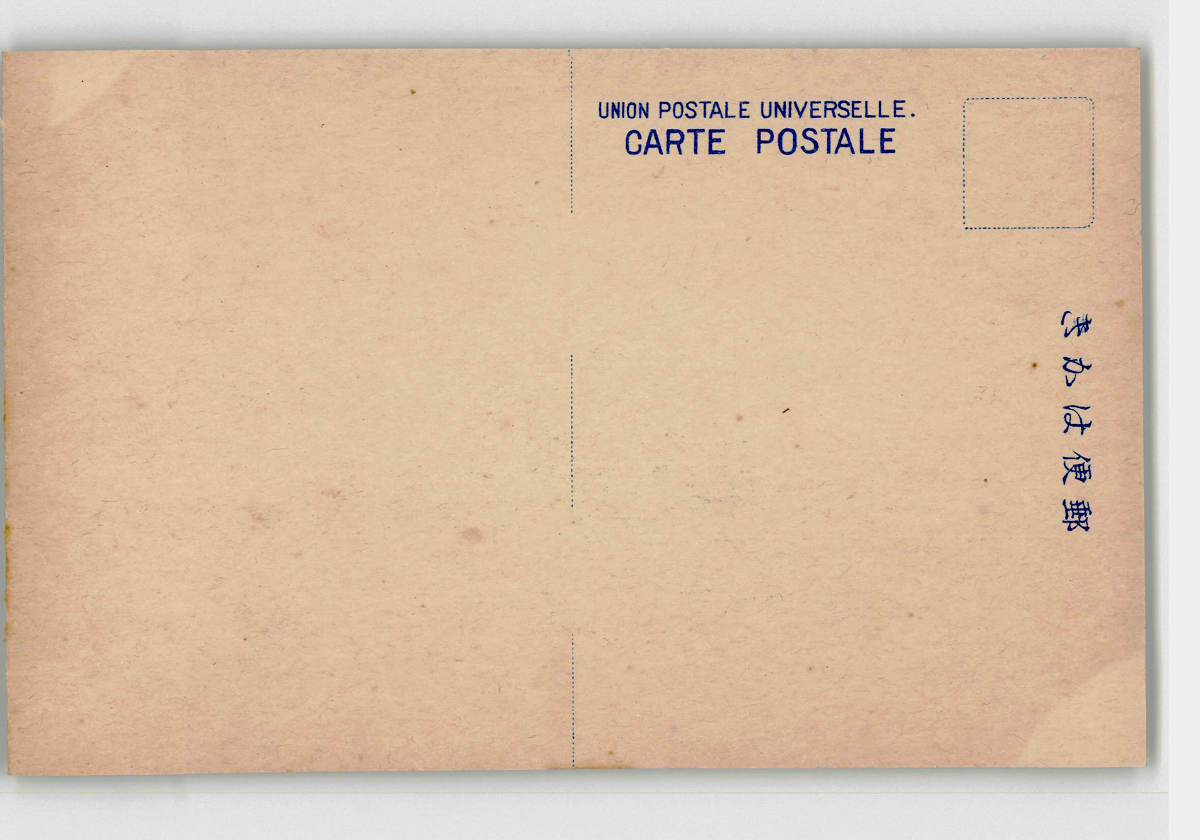 UNION POSTALE UNIVERSELLE.
CARTE POSTALE
きかは便郵